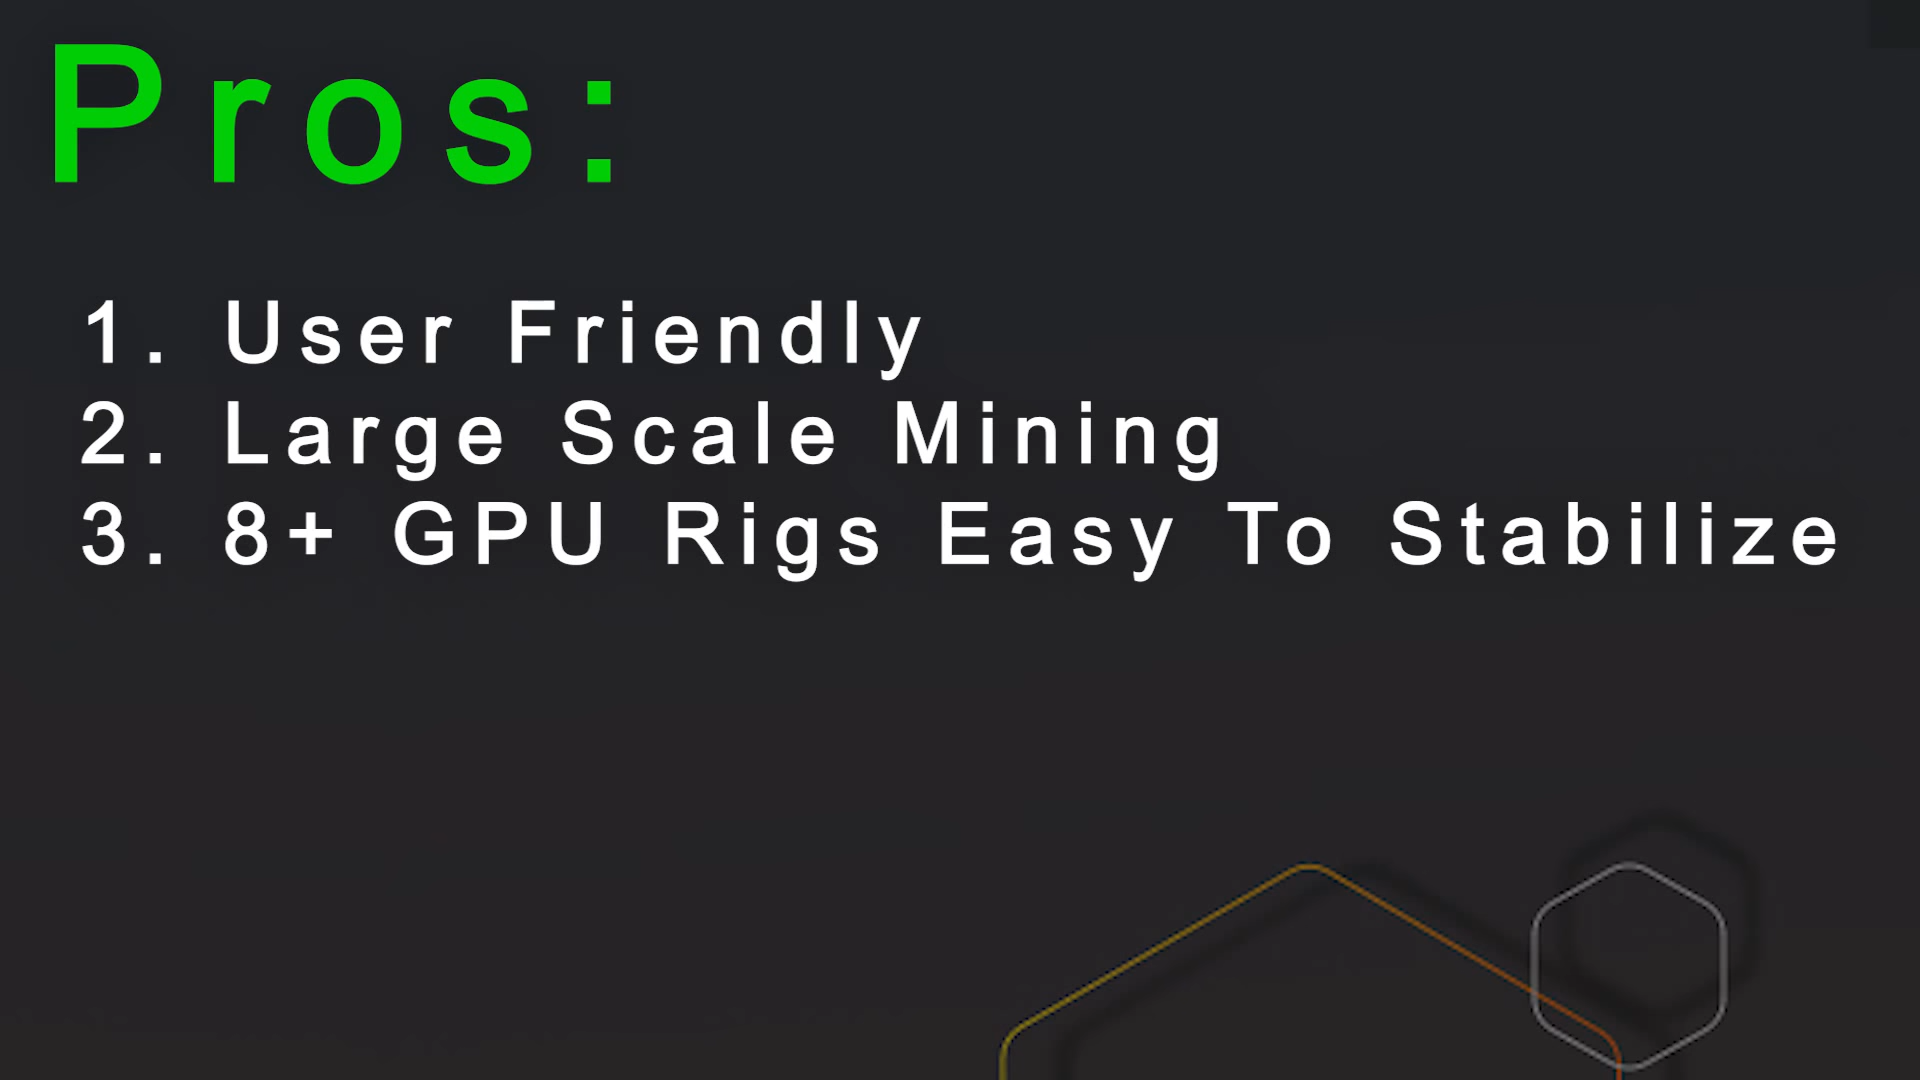 Pros:
1. User Friendly
2. Large Scale Mining
3. 8+ GPU Rigs Easy To Stabilize